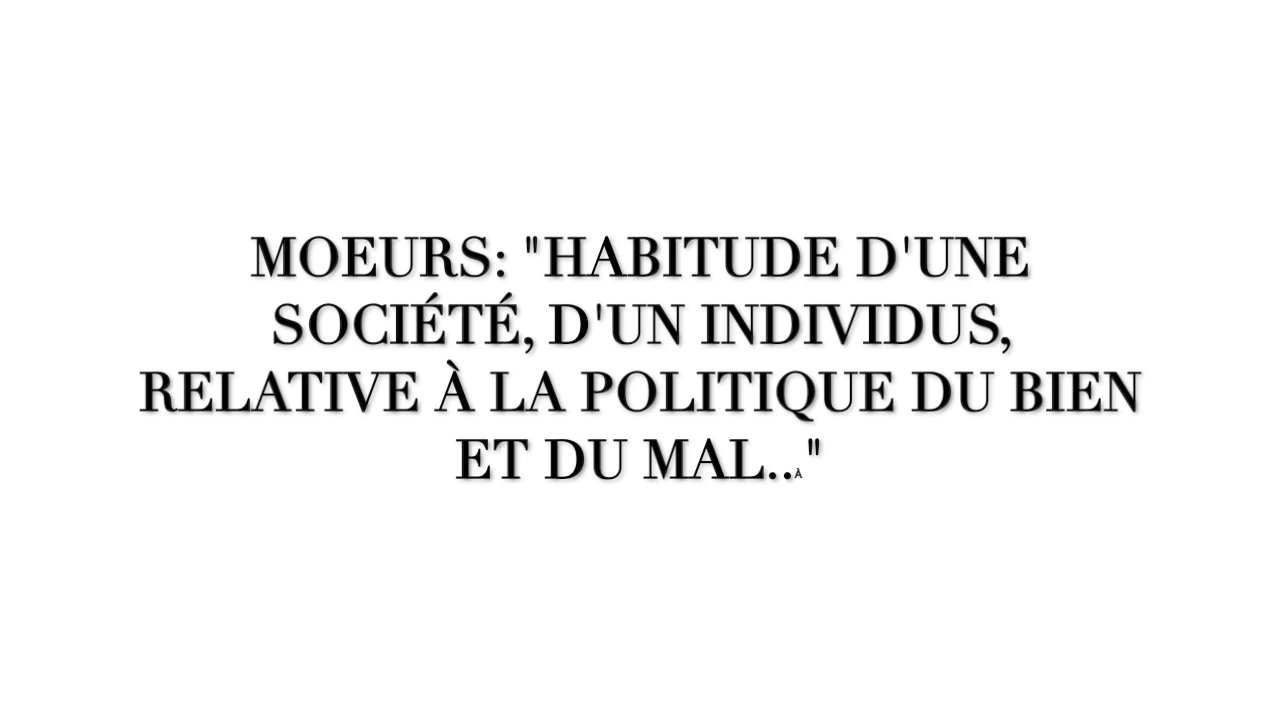 MOEURS: "HABITUDE D'UNE
SOCIÉTÉ, D'UN INDIVIDUS,
RELATIVE À LA POLITIQUE DU BIEN
ET DU MAL..À"